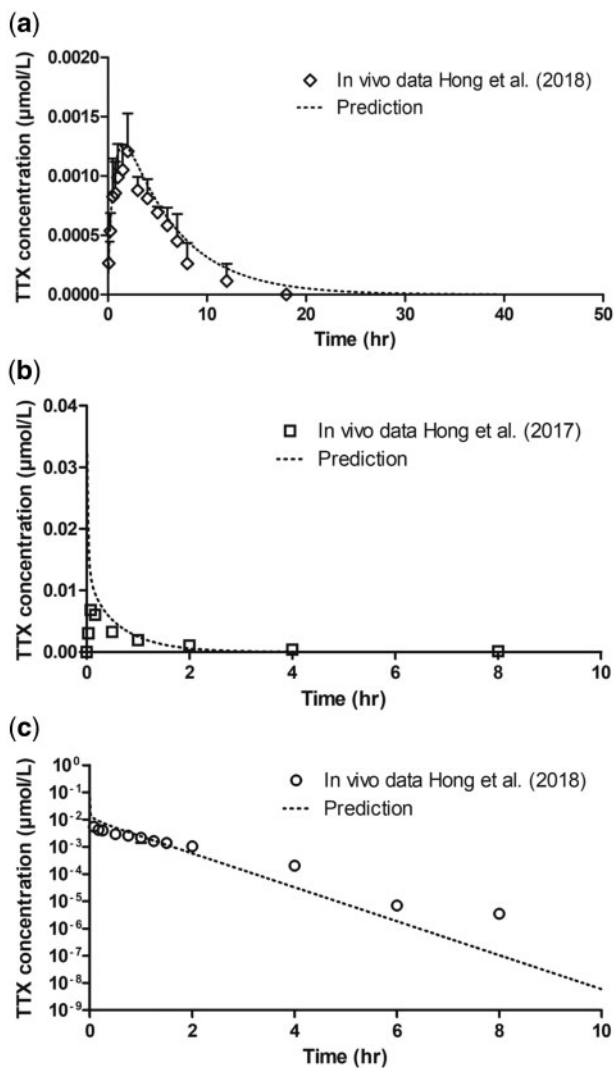 (a)
TTX concentration (µmol/L)
0.0020
0.0015
0.0010
0.0005
0.0000
In vivo data Hong et al. (2018)
Prediction
0 10 20 30 40 50
Time (hr)
(b)
TTX concentration (µmol/L)
0.04
0.03
0.02
0.01
0.00
In vivo data Hong et al. (2017)
Prediction
0 2 4 6 8 10
Time (hr)
(c)
TTX concentration (µmol/L)
10⁰
10⁻¹
10⁻²
10⁻³
10⁻⁴
10⁻⁵
10⁻⁶
10⁻⁷
10⁻⁸
10⁻⁹
In vivo data Hong et al. (2018)
Prediction
0 2 4 6 8 10
Time (hr)